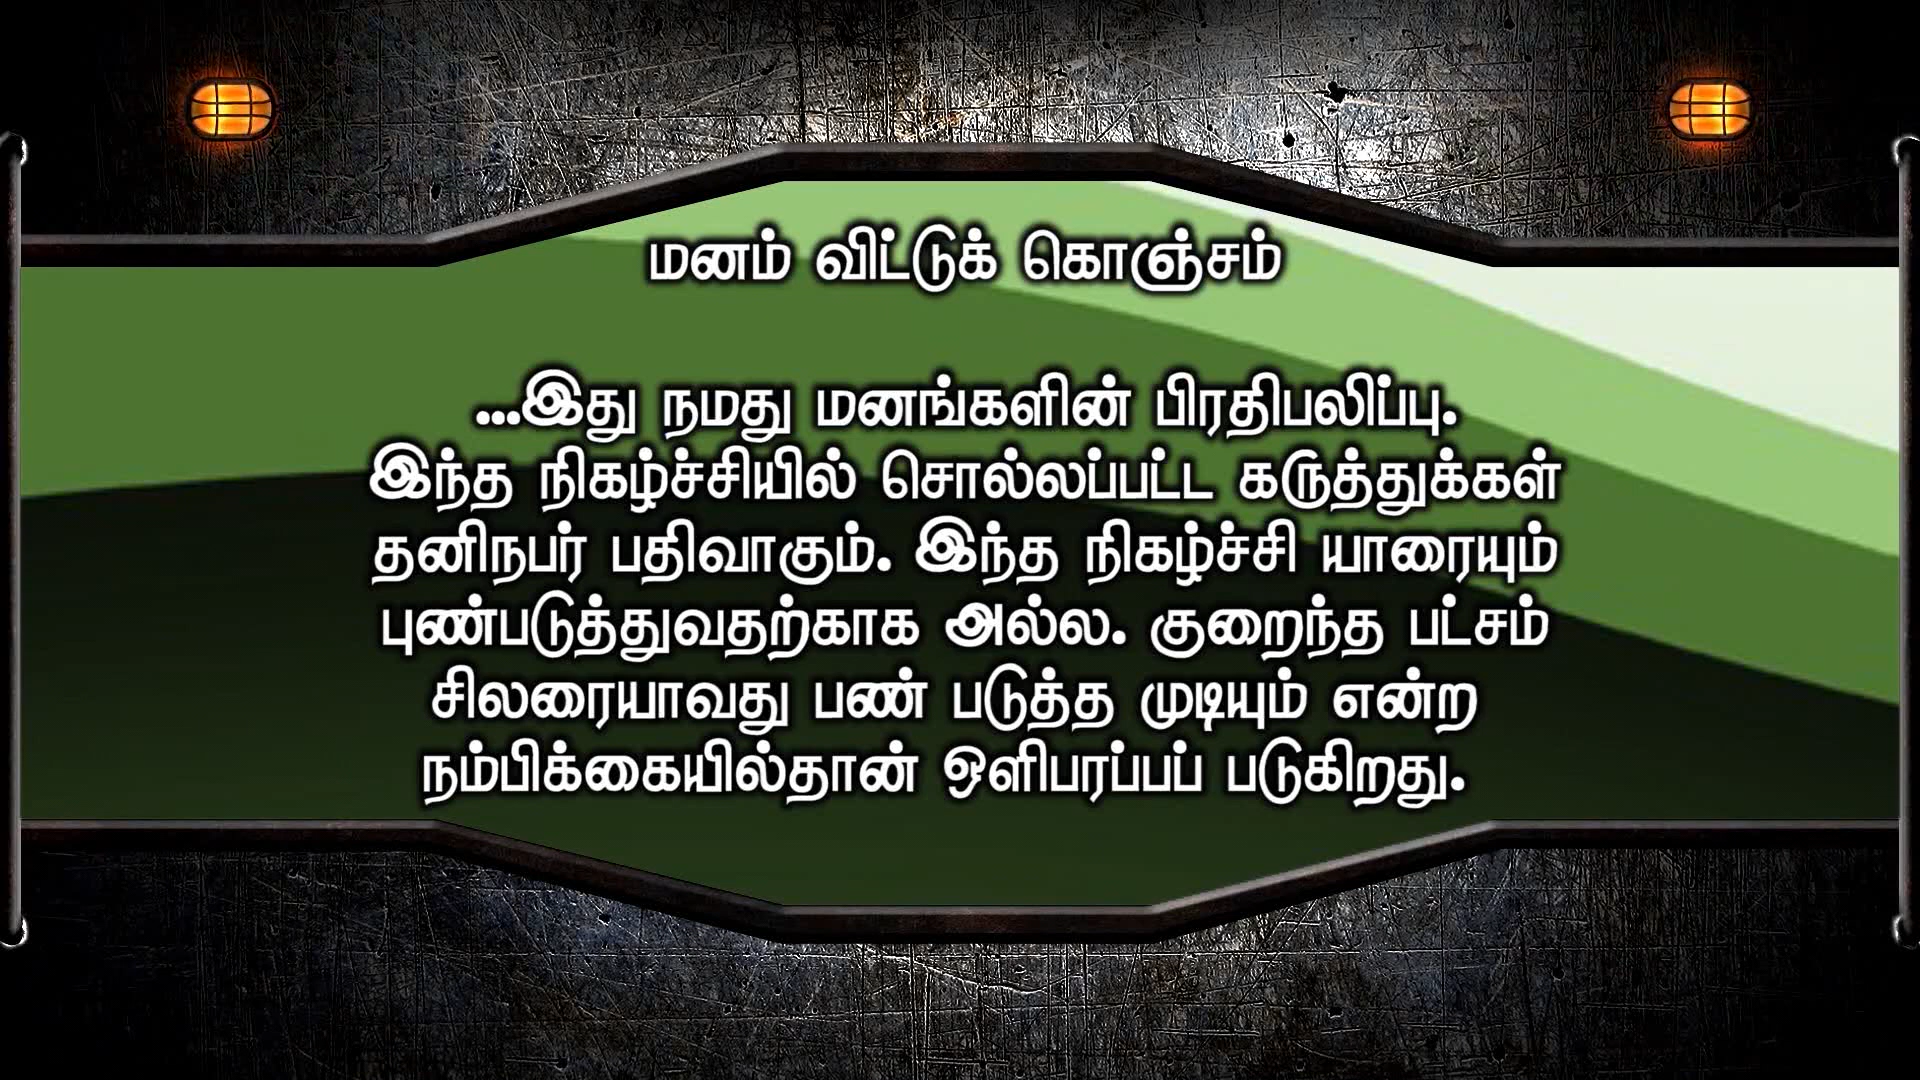 மனம் விட்டுக் கொஞ்சம்
...இது நமது மனங்களின் பிரதிபலிப்பு.
இந்த நிகழ்ச்சியில் சொல்லப்பட்ட கருத்துக்கள்
தனிநபர் பதிவாகும். இந்த நிகழ்ச்சி யாரையும்
புண்படுத்துவதற்காக அல்ல. குறைந்த பட்சம்
சிலரையாவது பண் படுத்த முடியும் என்ற
நம்பிக்கையில்தான் ஒளிபரப்பப் படுகிறது.